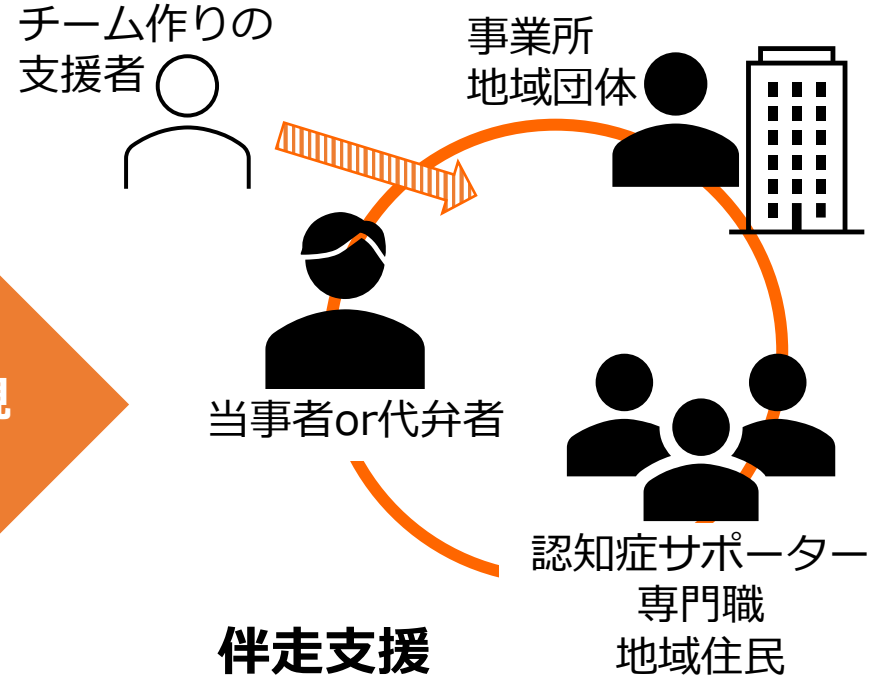 チーム作りの
支援者
事業所
地域団体
当事者or代弁者
認知症サポーター
専門職
地域住民
伴走支援